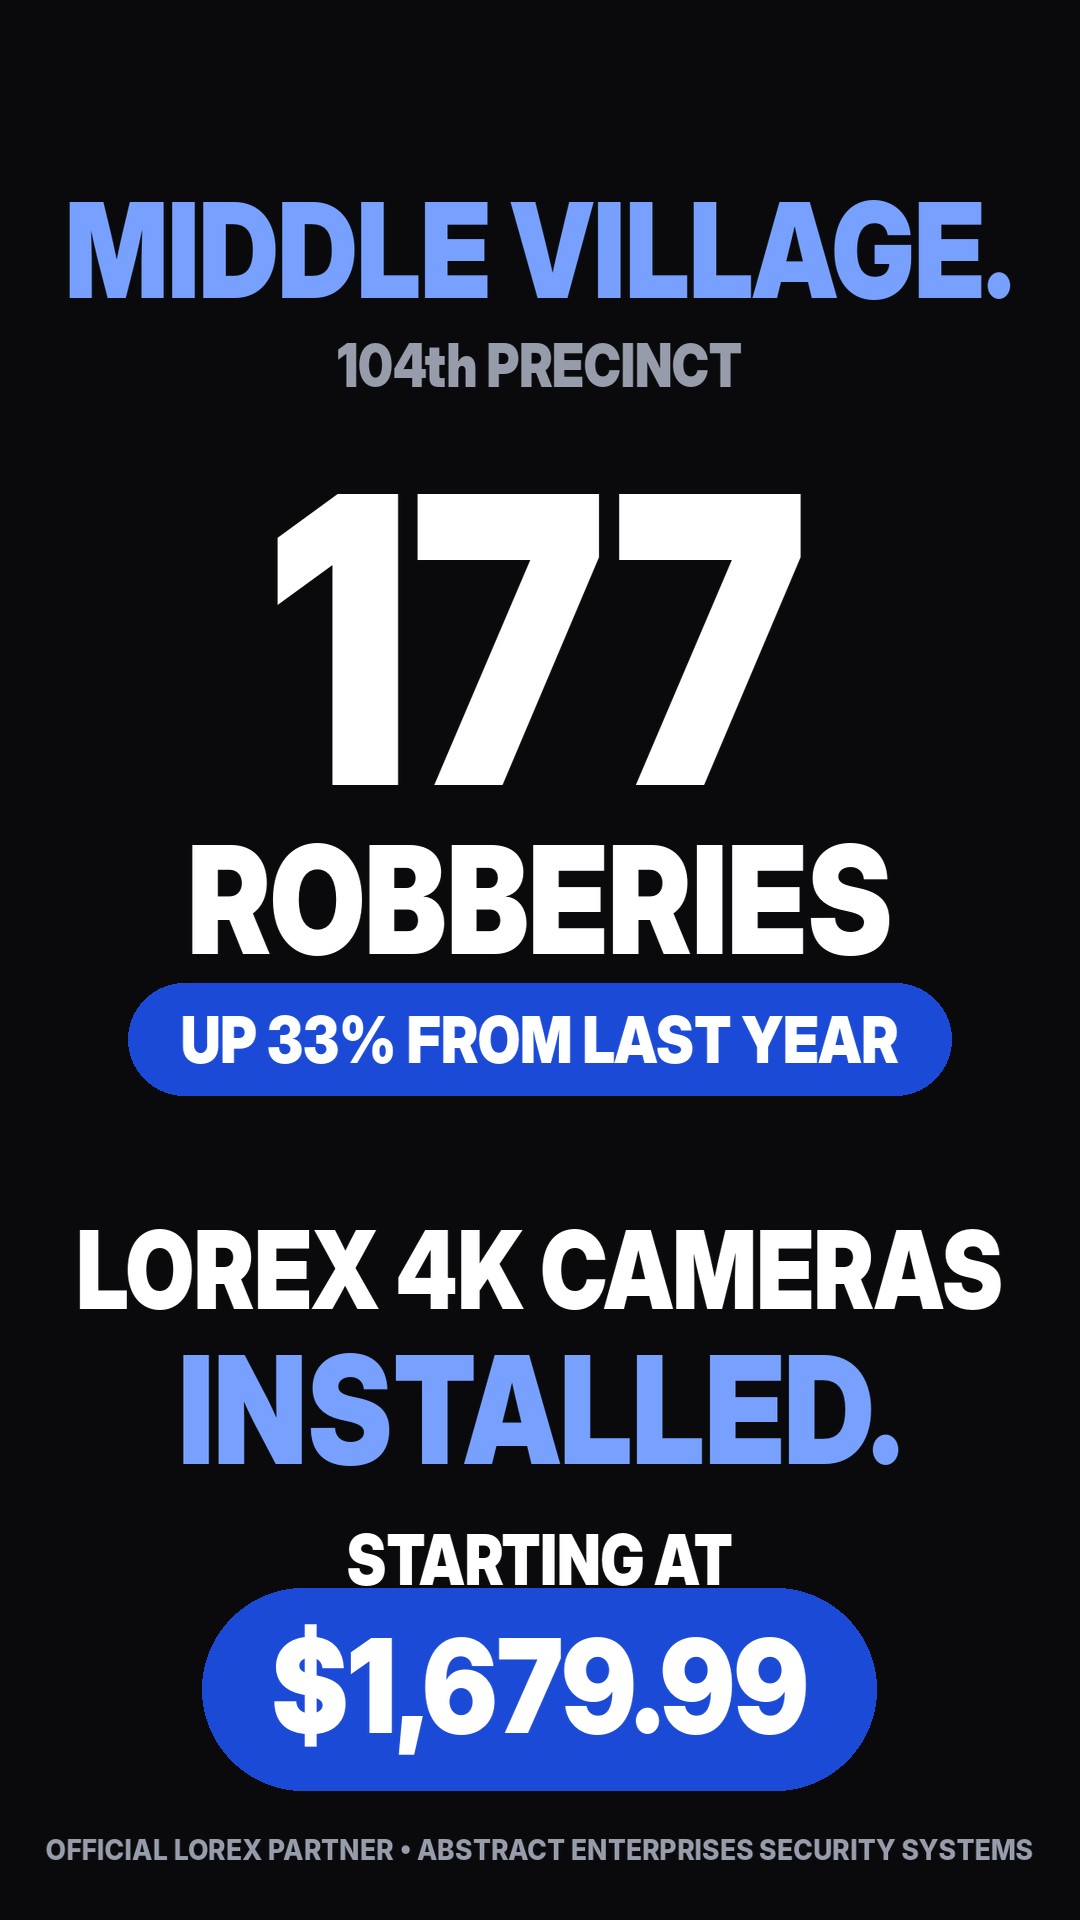 MIDDLE VILLAGE.
104th PRECINCT
177
ROBBERIES
UP 33% FROM LAST YEAR
LOREX 4K CAMERAS
INSTALLED.
STARTING AT
$1,679.99
OFFICIAL LOREX PARTNER • ABSTRACT ENTERPRISES SECURITY SYSTEMS